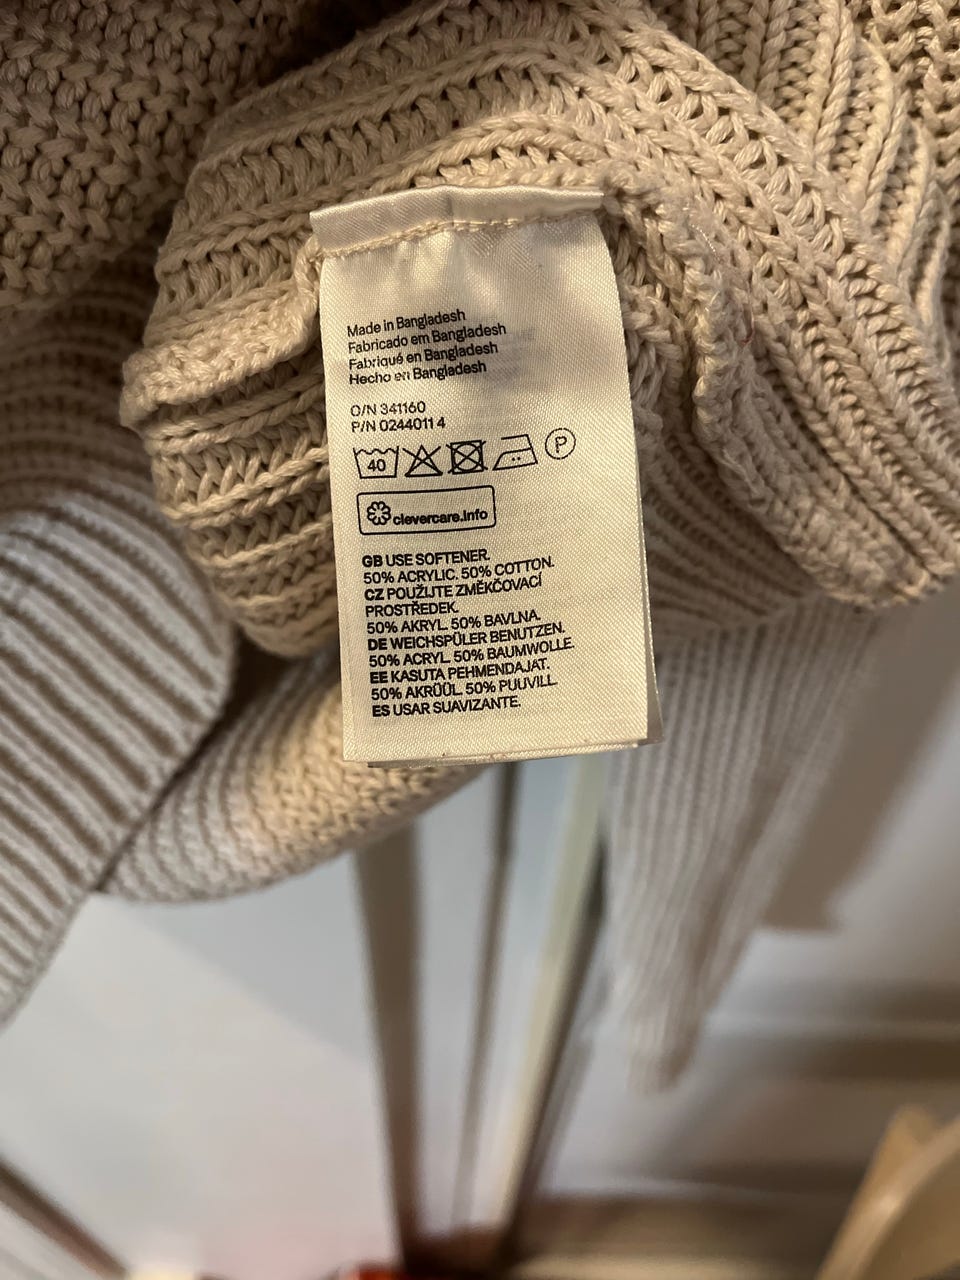 Made in Bangladesh
Fabricado em Bangladesh
Fabriqué en Bangladesh
Hecho en Bangladesh
O/N 341160
P/N 0244011 4
40 P
clevercare.info
GB USE SOFTENER.
50% ACRYLIC. 50% COTTON.
CZ POUŽIJTE ZMĚKČOVACÍ
PROSTŘEDEK.
50% AKRYL. 50% BAVLNA.
DE WEICHSPÜLER BENUTZEN.
50% ACRYL. 50% BAUMWOLLE.
EE KASUTA PEHMENDAJAT.
50% AKRÜÜL. 50% PUUVILL.
ES USAR SUAVIZANTE.